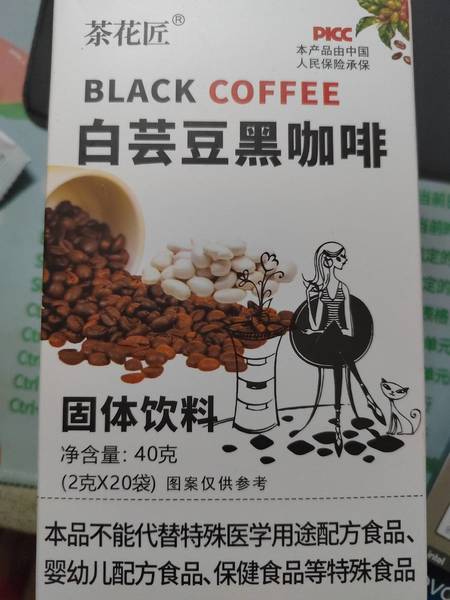 茶花匠®
PICC
本产品由中国
人民保险承保
BLACK COFFEE
白芸豆黑咖啡
固体饮料
净含量: 40克
(2克X20袋) 图案仅供参考
本品不能代替特殊医学用途配方食品、
婴幼儿配方食品、保健食品等特殊食品
intel